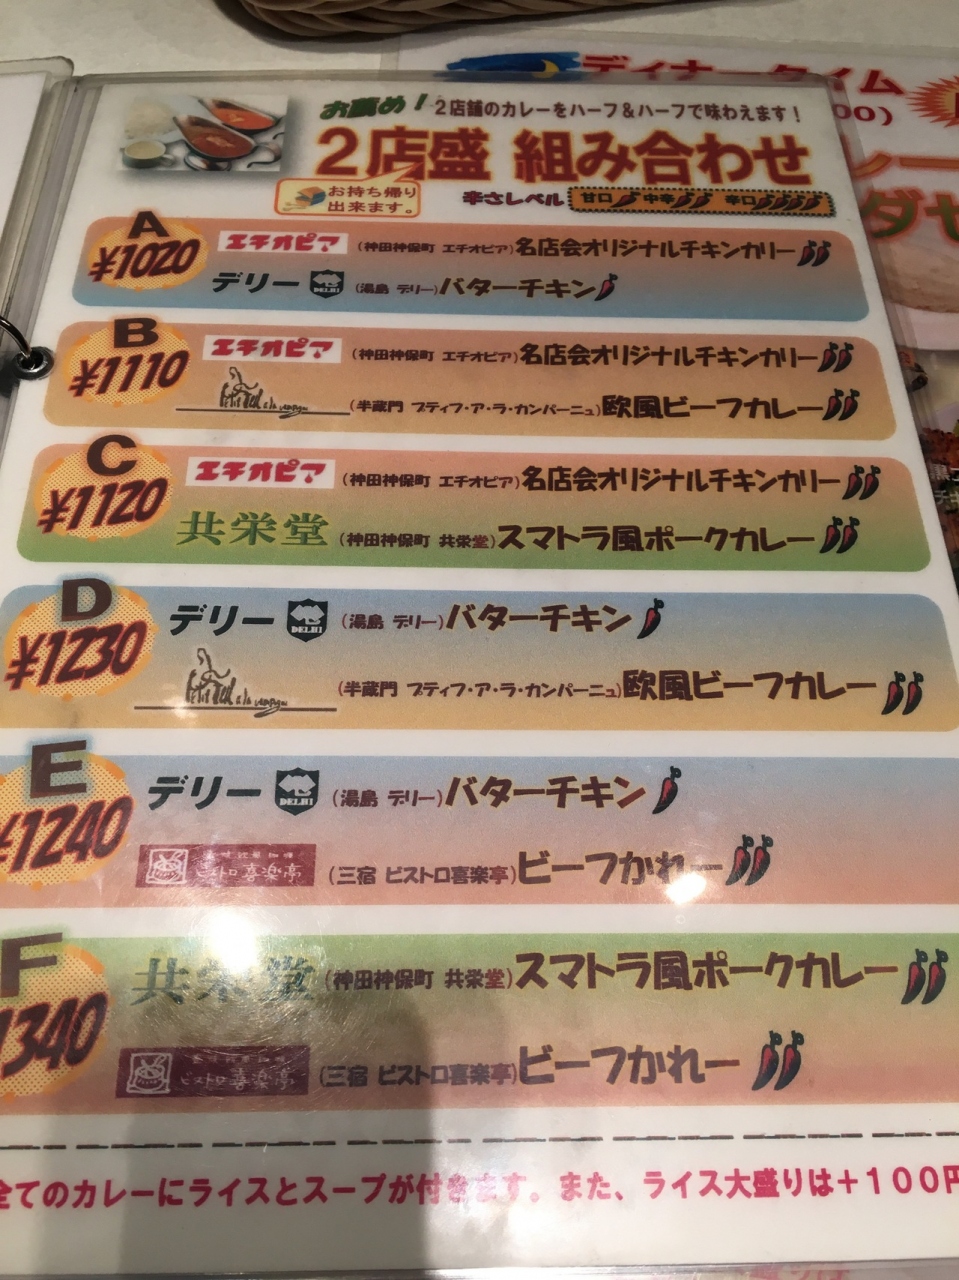 ディナータイム
00)
お薦め！2店舗のカレーをハーフ＆ハーフで味わえます！
2店盛 組み合わせ
お持ち帰り
出来ます。
辛さレベル 甘口 中辛 辛口
A
¥1020
エチオピア (神田神保町 エチオピア)名店会オリジナルチキンカリー
デリー DELHI (湯島 デリー)バターチキン
B
¥1110
エチオピア (神田神保町 エチオピア)名店会オリジナルチキンカリー
(半蔵門 プティフ・ア・ラ・カンパーニュ)欧風ビーフカレー
C
¥1120
エチオピア (神田神保町 エチオピア)名店会オリジナルチキンカリー
共栄堂 (神田神保町 共栄堂)スマトラ風ポークカレー
D
¥1230
デリー DELHI (湯島 デリー)バターチキン
(半蔵門 プティフ・ア・ラ・カンパーニュ)欧風ビーフカレー
E
¥1240
デリー DELHI (湯島 デリー)バターチキン
ビストロ喜楽亭 (三宿 ビストロ喜楽亭)ビーフかれー
F
1340
共栄堂 (神田神保町 共栄堂)スマトラ風ポークカレー
ビストロ喜楽亭 (三宿 ビストロ喜楽亭)ビーフかれー
全てのカレーにライスとスープが付きます。また、ライス大盛りは＋１００円